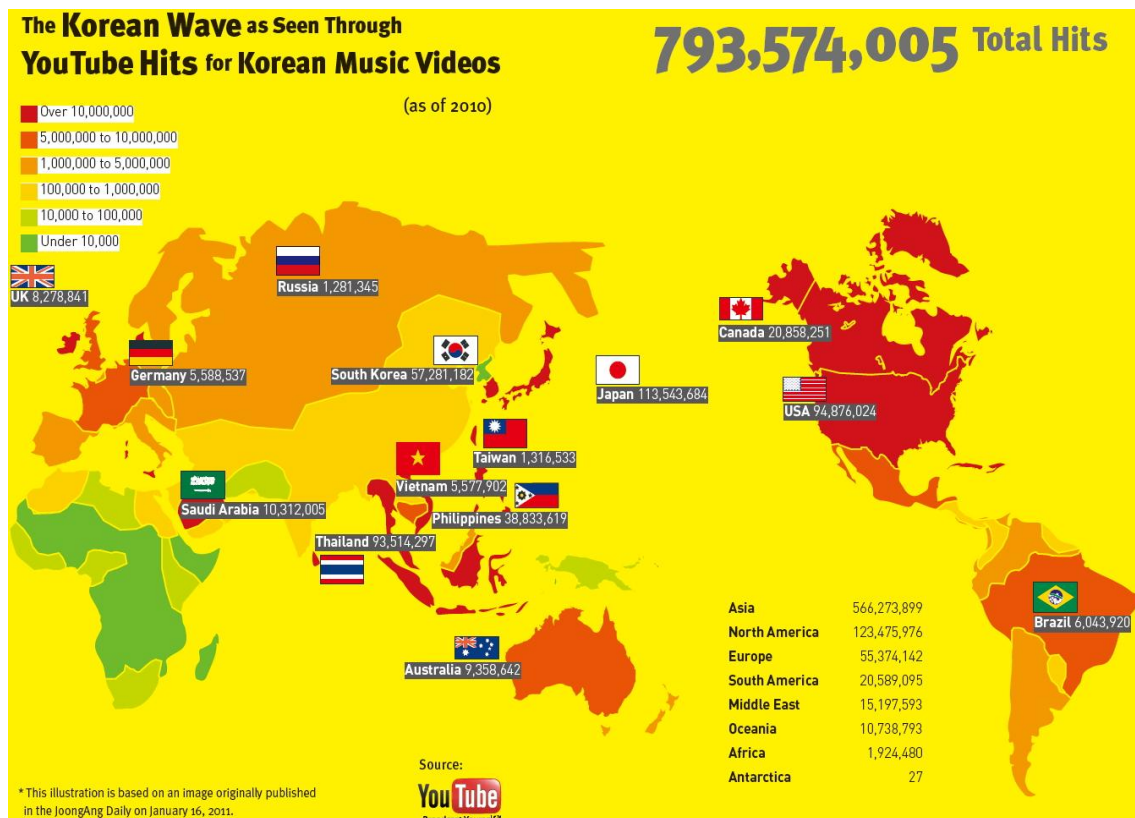 The Korean Wave as Seen Through
YouTube Hits for Korean Music Videos
(as of 2010)
793,574,005 Total Hits
Over 10,000,000
5,000,000 to 10,000,000
1,000,000 to 5,000,000
100,000 to 1,000,000
10,000 to 100,000
Under 10,000
UK 8,278,841
Russia 1,281,345
Germany 5,588,537
South Korea 57,281,182
Japan 113,543,684
Canada 20,858,251
USA 94,876,024
Taiwan 1,316,533
Vietnam 5,577,902
Saudi Arabia 10,312,005
Philippines 38,833,619
Thailand 93,514,297
Australia 9,358,642
Brazil 6,043,920
Asia 566,273,899
North America 123,475,976
Europe 55,374,142
South America 20,589,095
Middle East 15,197,593
Oceania 10,738,793
Africa 1,924,480
Antarctica 27
Source:
YouTube
* This illustration is based on an image originally published
in the JoongAng Daily on January 16, 2011.